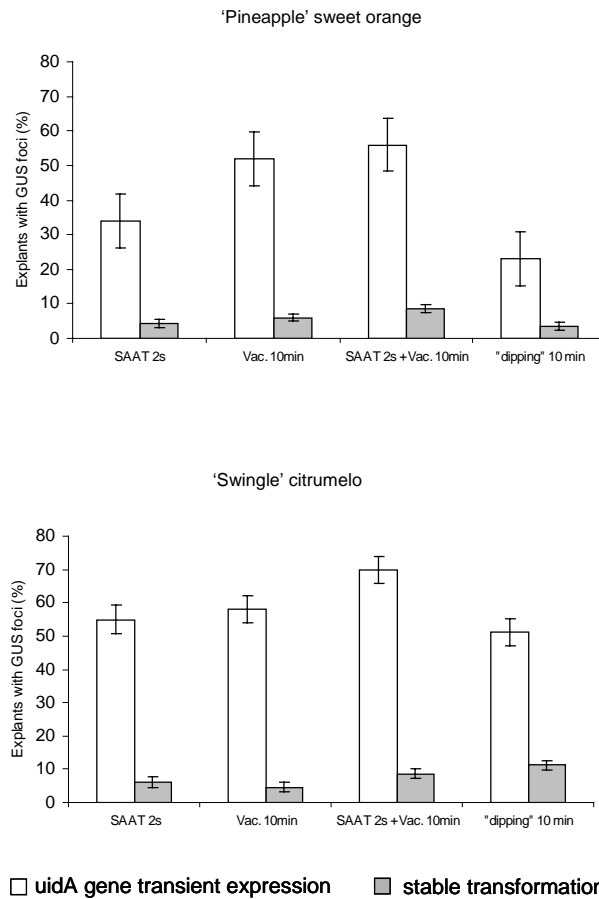 ‘Pineapple’ sweet orange
Explants with GUS foci (%)
80
70
60
50
40
30
20
10
0
SAAT 2s
Vac. 10min
SAAT 2s +Vac. 10min
"dipping" 10 min
‘Swingle’ citrumelo
Explants with GUS foci (%)
80
70
60
50
40
30
20
10
0
SAAT 2s
Vac. 10min
SAAT 2s +Vac. 10min
"dipping" 10 min
uidA gene transient expression
stable transformation